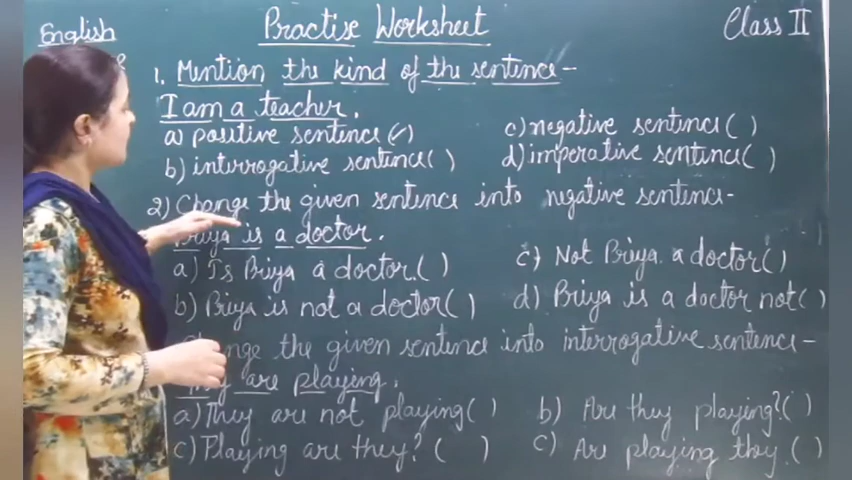 English
Practise Worksheet
Class II
1. Mention the kind of the sentence-
I am a teacher.
a) positive sentence (✓)
c) negative sentence ( )
b) interrogative sentence ( )
d) imperative sentence ( )
2) Change the given sentence into negative sentence-
Priya is a doctor.
a) Is Priya a doctor. ( )
c) Not Priya a doctor ( )
b) Priya is not a doctor ( )
d) Priya is a doctor not ( )
Change the given sentence into interrogative sentence-
They are playing.
a) They are not playing ( )
b) Are they playing? ( )
c) Playing are they? ( )
c) Are playing they. ( )